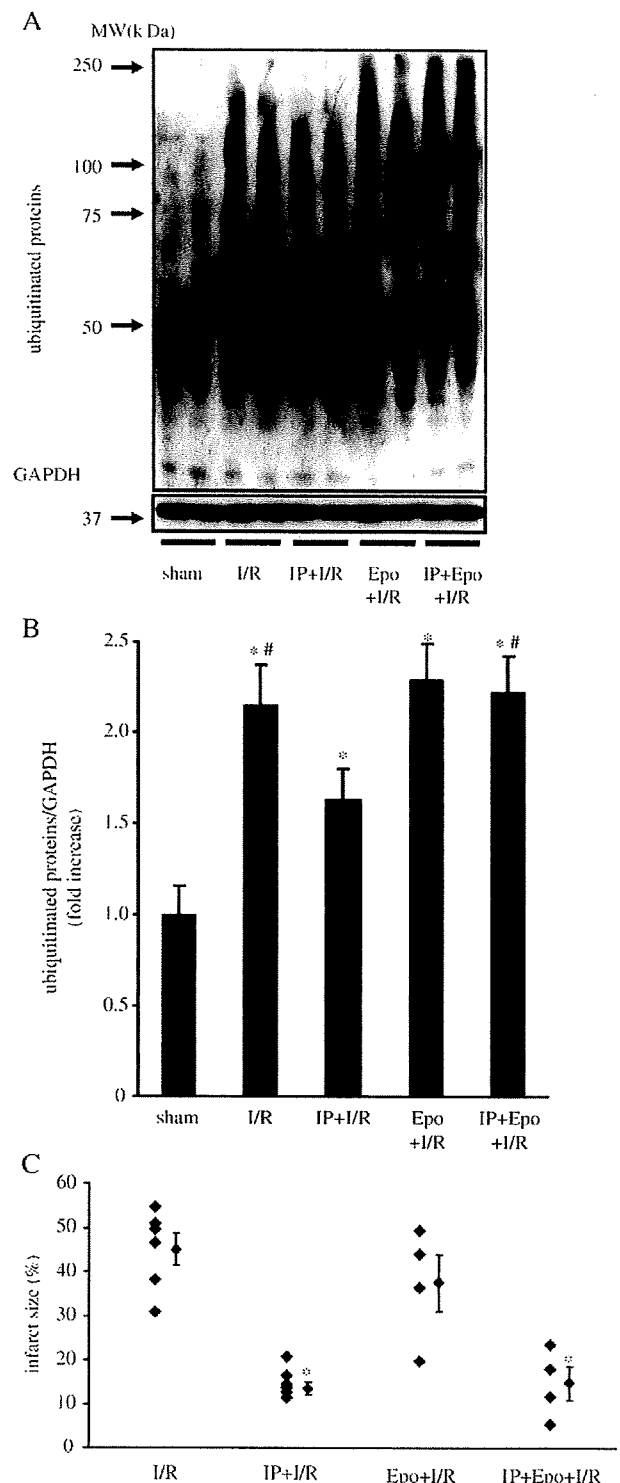 A
MW(k Da)
250
100
75
50
ubiquitinated proteins
GAPDH
37
sham I/R IP+I/R Epo +I/R IP+Epo +I/R
B
2.5
2.0
1.5
1.0
0.5
0
ubiquitinated proteins/GAPDH
(fold increase)
* #
*
*
* #
sham I/R IP+I/R Epo +I/R IP+Epo +I/R
C
60
50
40
30
20
10
0
infarct size (%)
*
*
I/R IP+I/R Epo+I/R IP+Epo+I/R